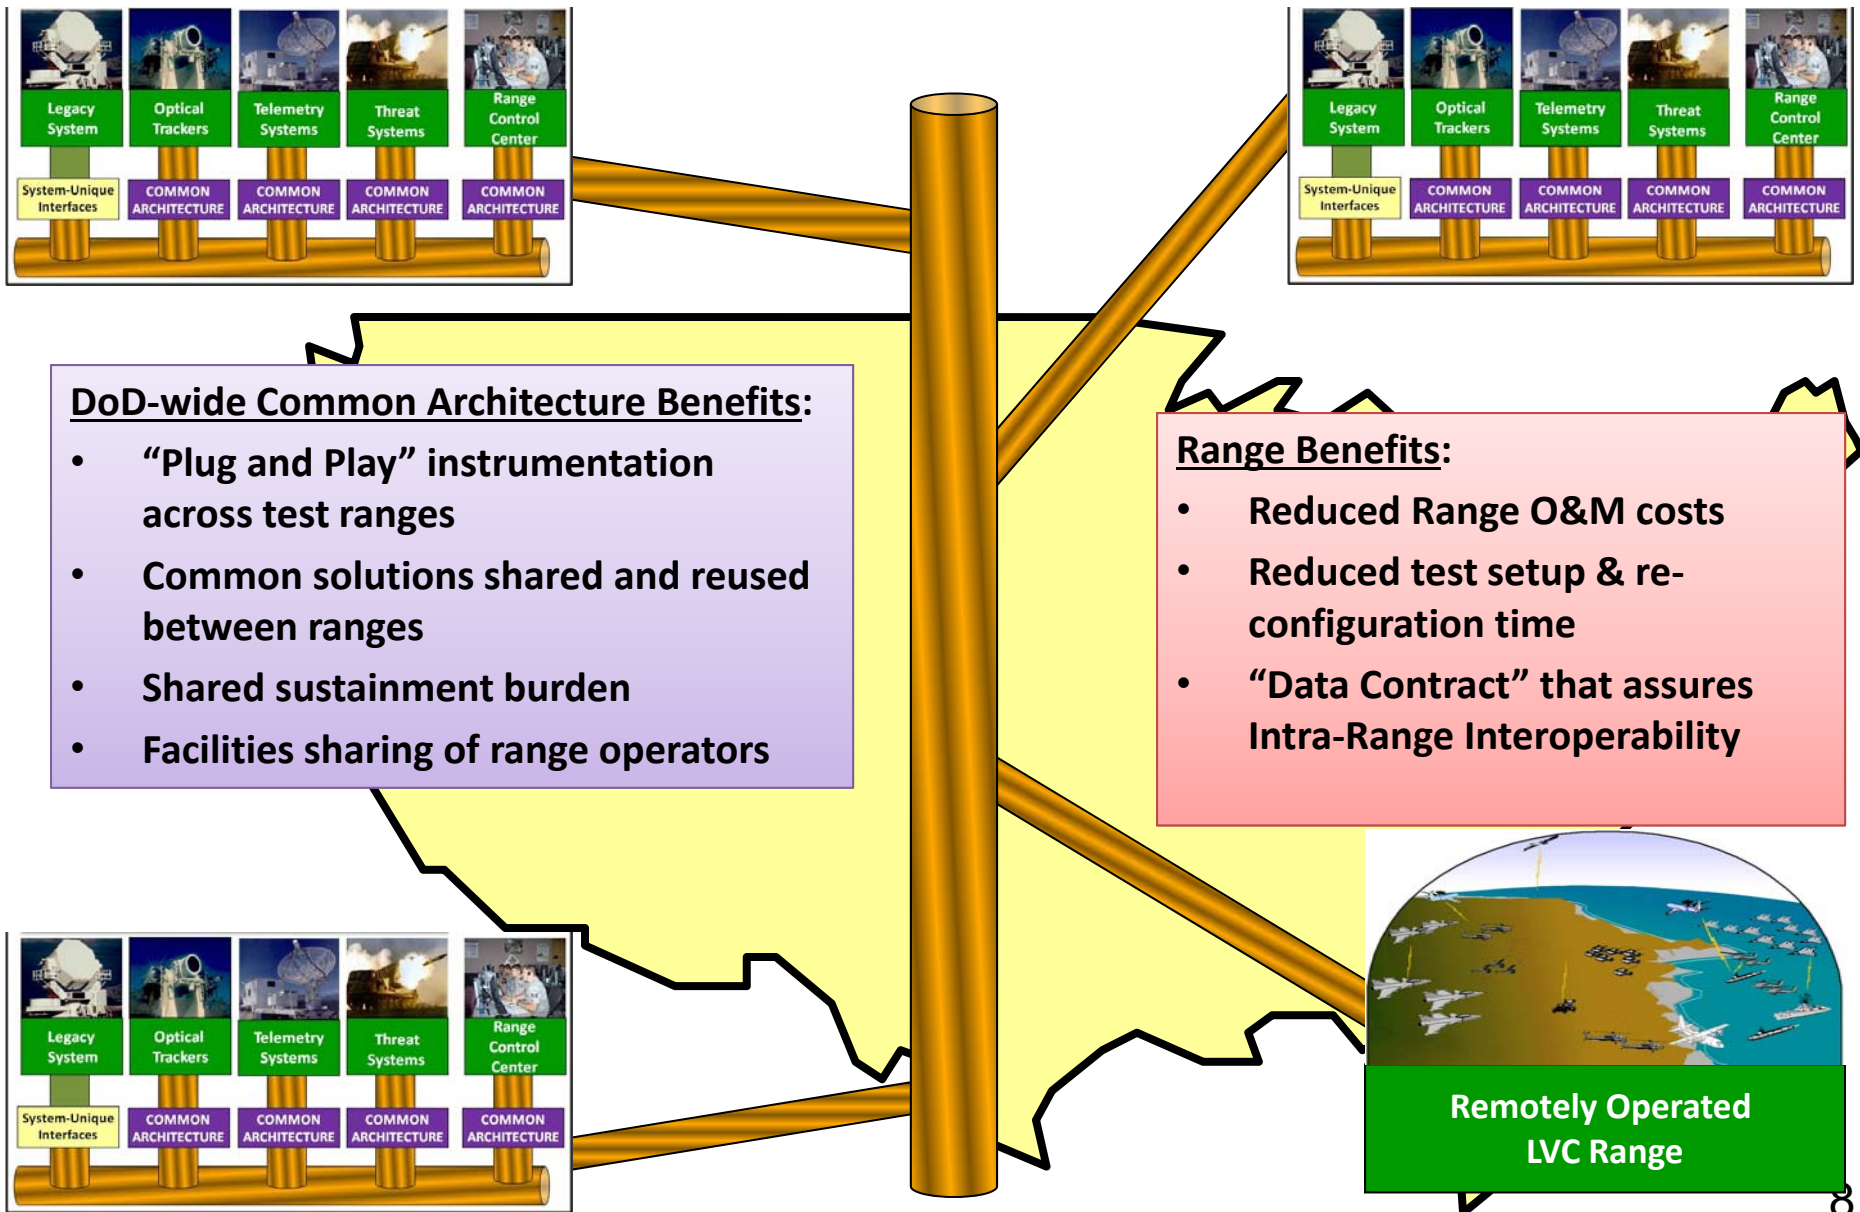 Legacy
System
Optical
Trackers
Telemetry
Systems
Threat
Systems
Range
Control
Center
System-Unique
Interfaces
COMMON
ARCHITECTURE
COMMON
ARCHITECTURE
COMMON
ARCHITECTURE
COMMON
ARCHITECTURE
Legacy
System
Optical
Trackers
Telemetry
Systems
Threat
Systems
Range
Control
Center
System-Unique
Interfaces
COMMON
ARCHITECTURE
COMMON
ARCHITECTURE
COMMON
ARCHITECTURE
COMMON
ARCHITECTURE
DoD-wide Common Architecture Benefits:
• “Plug and Play” instrumentation
across test ranges
• Common solutions shared and reused
between ranges
• Shared sustainment burden
• Facilities sharing of range operators
Range Benefits:
• Reduced Range O&M costs
• Reduced test setup & re-
configuration time
• “Data Contract” that assures
Intra-Range Interoperability
Legacy
System
Optical
Trackers
Telemetry
Systems
Threat
Systems
Range
Control
Center
System-Unique
Interfaces
COMMON
ARCHITECTURE
COMMON
ARCHITECTURE
COMMON
ARCHITECTURE
COMMON
ARCHITECTURE
Remotely Operated
LVC Range
8